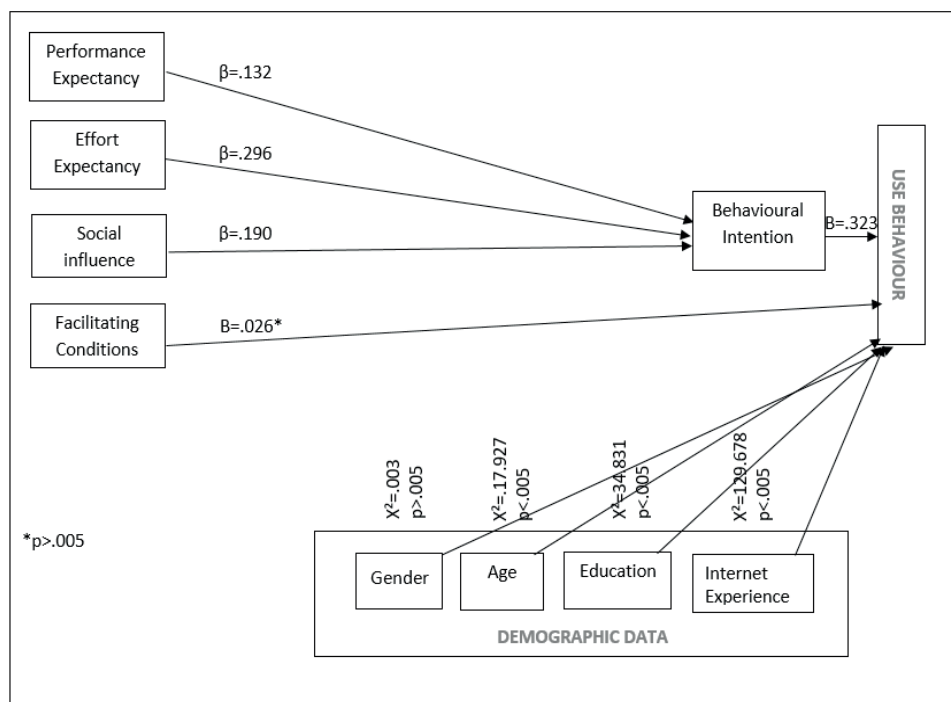 Performance
Expectancy
β=.132
Effort
Expectancy
β=.296
Social
influence
β=.190
Facilitating
Conditions
B=.026*
Behavioural
Intention
B=.323
USE BEHAVIOUR
X²=.003
p>.005
X²=.17.927
p<.005
X²=34.831
p<.005
X²=129.678
p<.005
*p>.005
Gender
Age
Education
Internet
Experience
DEMOGRAPHIC DATA